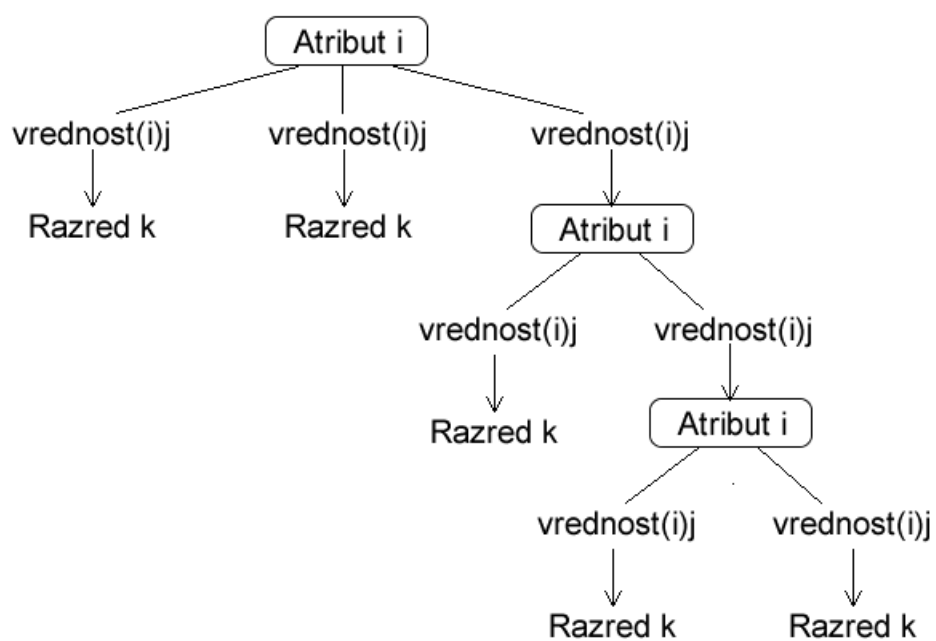 Atribut i
vrednost(i)j vrednost(i)j vrednost(i)j
Razred k Razred k Atribut i
vrednost(i)j vrednost(i)j
Razred k Atribut i
vrednost(i)j vrednost(i)j
Razred k Razred k